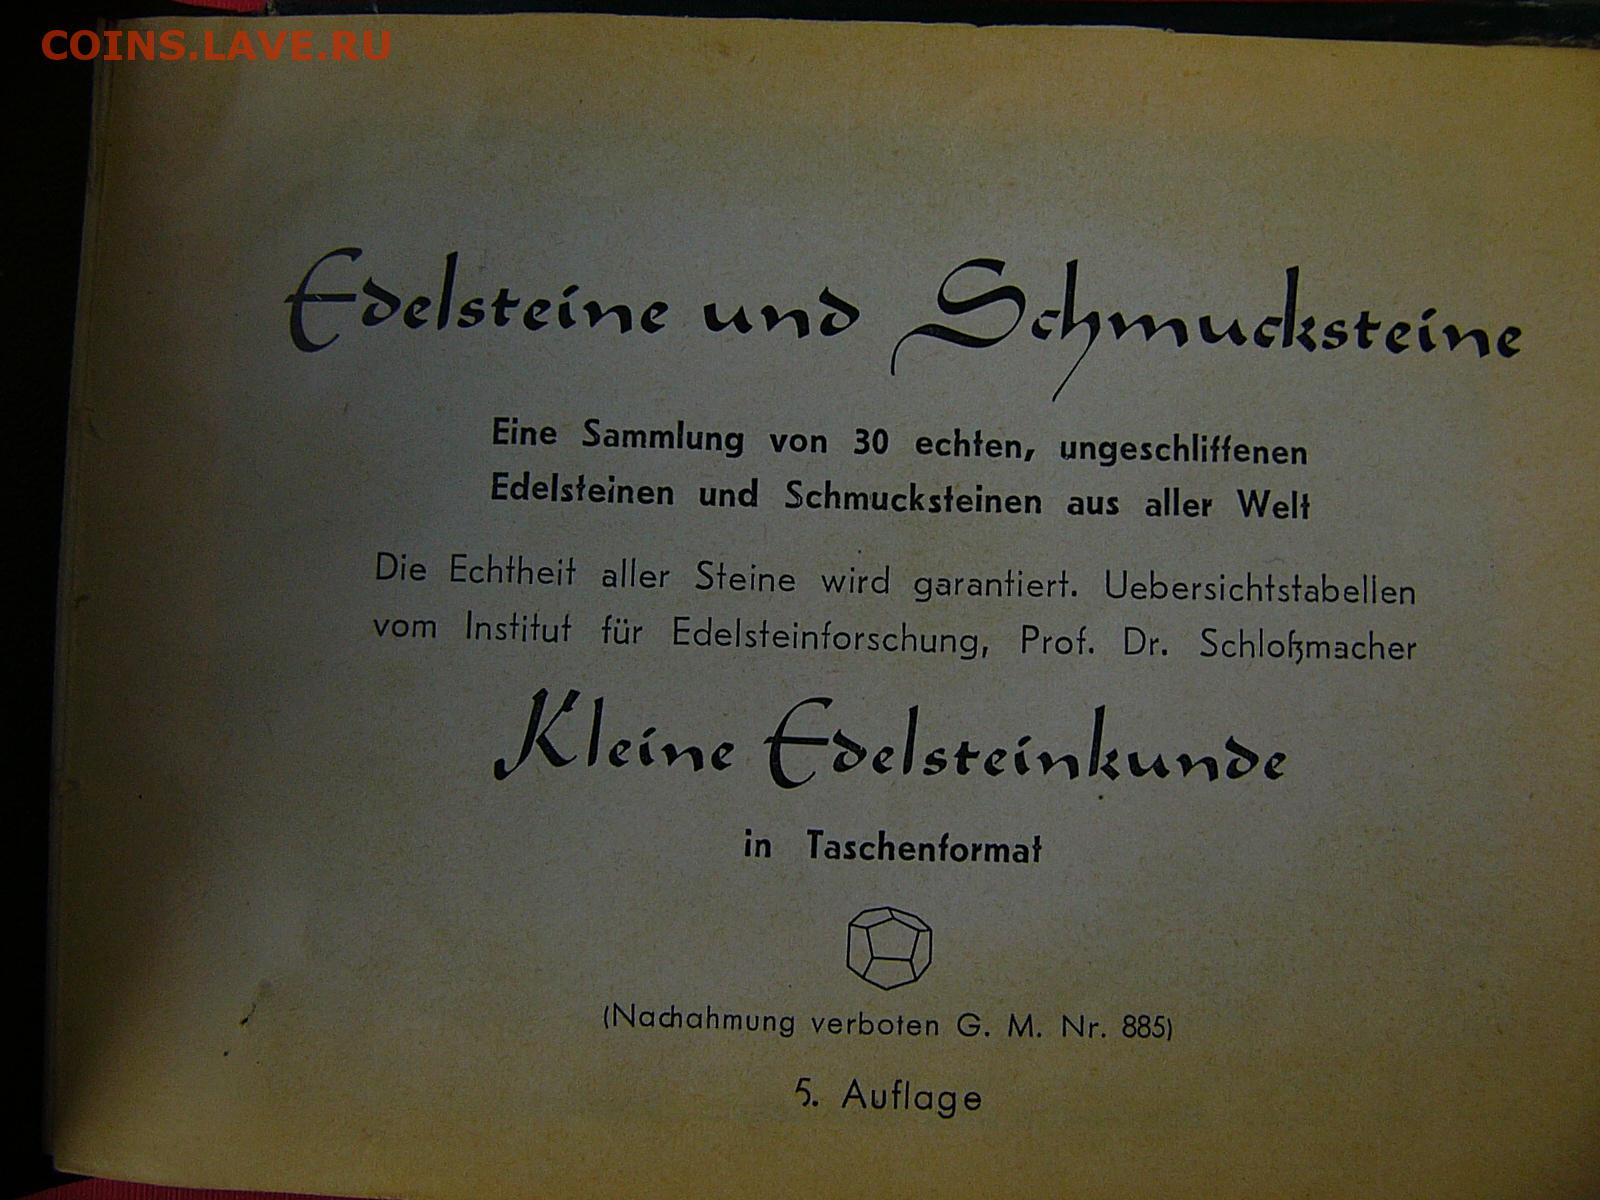 COINS.LAVE.RU
Edelsteine und Schmucksteine
Eine Sammlung von 30 echten, ungeschliffenen
Edelsteinen und Schmucksteinen aus aller Welt
Die Echtheit aller Steine wird garantiert. Uebersichtstabellen
vom Institut für Edelsteinforschung, Prof. Dr. Schloßmacher
Kleine Edelsteinkunde
in Taschenformat
(Nachahmung verboten G. M. Nr. 885)
5. Auflage